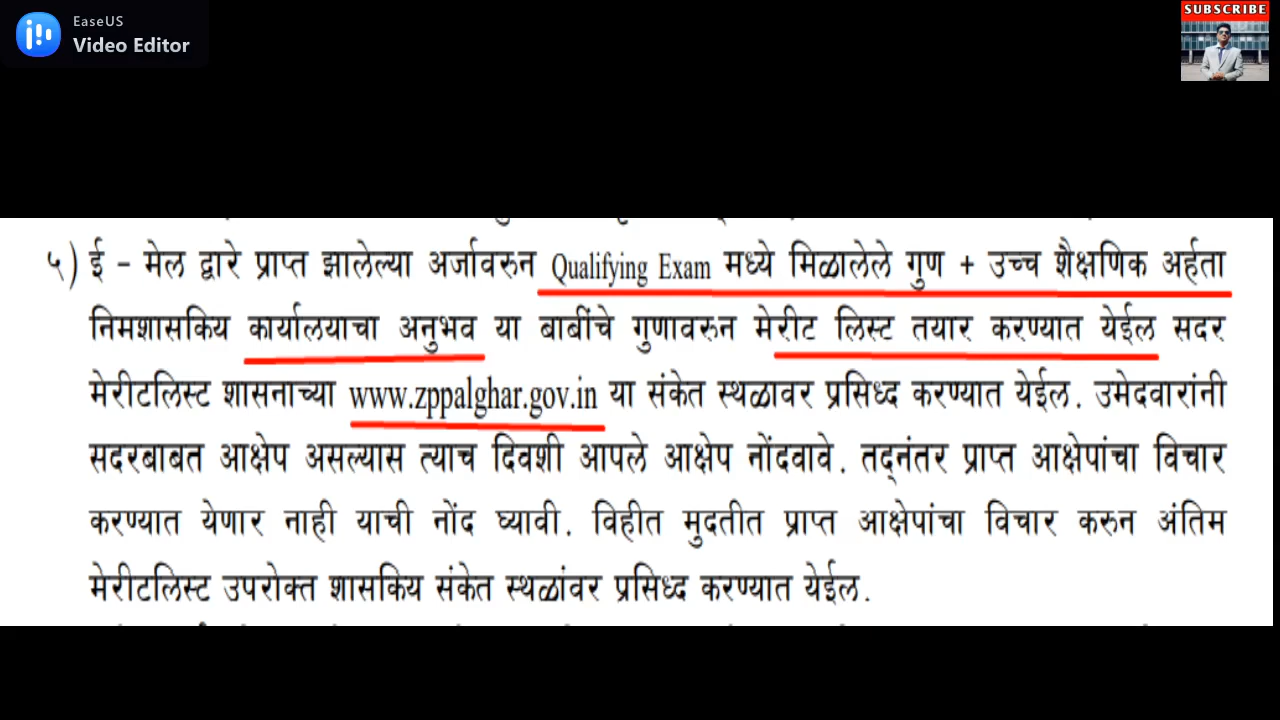 EaseUS
Video Editor
SUBSCRIBE
५) ई - मेल द्वारे प्राप्त झालेल्या अर्जावरुन Qualifying Exam मध्ये मिळालेले गुण + उच्च शैक्षणिक अर्हता
निमशासकिय कार्यालयाचा अनुभव या बाबींचे गुणावरुन मेरीट लिस्ट तयार करण्यात येईल सदर
मेरीटलिस्ट शासनाच्या www.zppalghar.gov.in या संकेत स्थळावर प्रसिध्द करण्यात येईल. उमेदवारांनी
सदरबाबत आक्षेप असल्यास त्याच दिवशी आपले आक्षेप नोंदवावे. तद्‌नंतर प्राप्त आक्षेपांचा विचार
करण्यात येणार नाही याची नोंद घ्यावी. विहीत मुदतीत प्राप्त आक्षेपांचा विचार करुन अंतिम
मेरीटलिस्ट उपरोक्त शासकिय संकेत स्थळांवर प्रसिध्द करण्यात येईल.